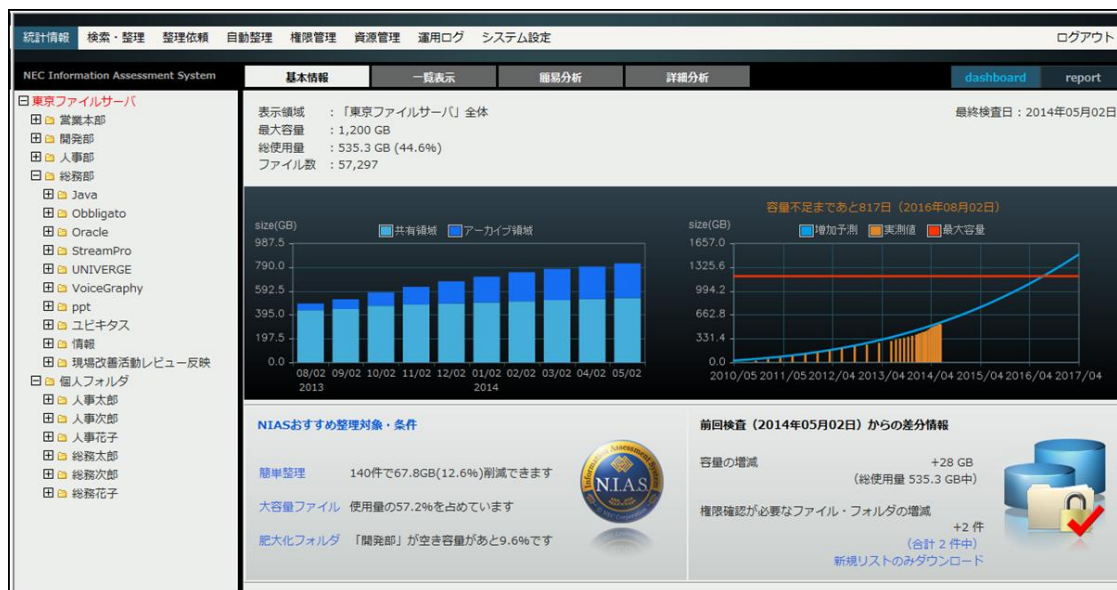 統計情報 検索・整理 整理依頼 自動整理 権限管理 資源管理 運用ログ システム設定 ログアウト
NEC Information Assessment System 基本情報 一覧表示 簡易分析 詳細分析 dashboard report
東京ファイルサーバ
営業本部
開発部
人事部
総務部
Java
Obbligato
Oracle
StreamPro
UNIVERGE
VoiceGraphy
ppt
ユビキタス
情報
現場改善活動レビュー反映
個人フォルダ
人事太郎
人事次郎
人事花子
総務太郎
総務次郎
総務花子
表示領域 : 「東京ファイルサーバ」全体 最終検査日：2014年05月02日
最大容量 : 1,200 GB
総使用量 : 535.3 GB (44.6%)
ファイル数 : 57,297
size(GB)
共有領域 アーカイブ領域
987.5
790.0
592.5
395.0
197.5
0.0
08/02 09/02 10/02 11/02 12/02 01/02 02/02 03/02 04/02 05/02
2013 2014
容量不足まであと817日（2016年08月02日）
size(GB)
増加予測 実測値 最大容量
1657.0
1325.6
994.2
662.8
331.4
0.0
2010/05 2011/05 2012/04 2013/04 2014/04 2015/04 2016/04 2017/04
NIASおすすめ整理対象・条件
簡単整理 140件で67.8GB(12.6%)削減できます
大容量ファイル 使用量の57.2%を占めています
肥大化フォルダ 「開発部」が空き容量があと9.6%です
Information Assessment System
N.I.A.S.
© NEC Corporation
前回検査（2014年05月02日）からの差分情報
容量の増減 +28 GB
（総使用量 535.3 GB中）
権限確認が必要なファイル・フォルダの増減
+2 件
（合計 2 件中）
新規リストのみダウンロード